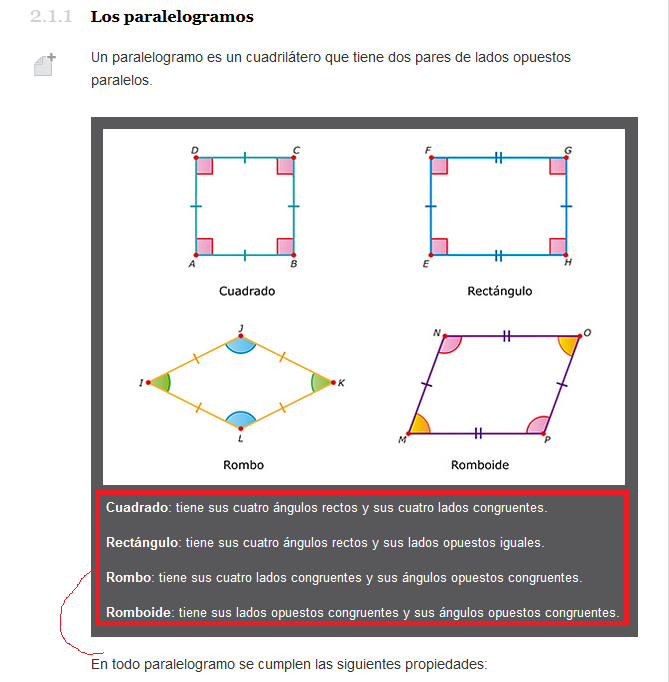 2.1.1 Los paralelogramos
Un paralelogramo es un cuadrilátero que tiene dos pares de lados opuestos
paralelos.
D C
A B
Cuadrado
F G
E H
Rectángulo
J
I K
L
Rombo
N O
M P
Romboide
Cuadrado: tiene sus cuatro ángulos rectos y sus cuatro lados congruentes.
Rectángulo: tiene sus cuatro ángulos rectos y sus lados opuestos iguales.
Rombo: tiene sus cuatro lados congruentes y sus ángulos opuestos congruentes.
Romboide: tiene sus lados opuestos congruentes y sus ángulos opuestos congruentes.
En todo paralelogramo se cumplen las siguientes propiedades: